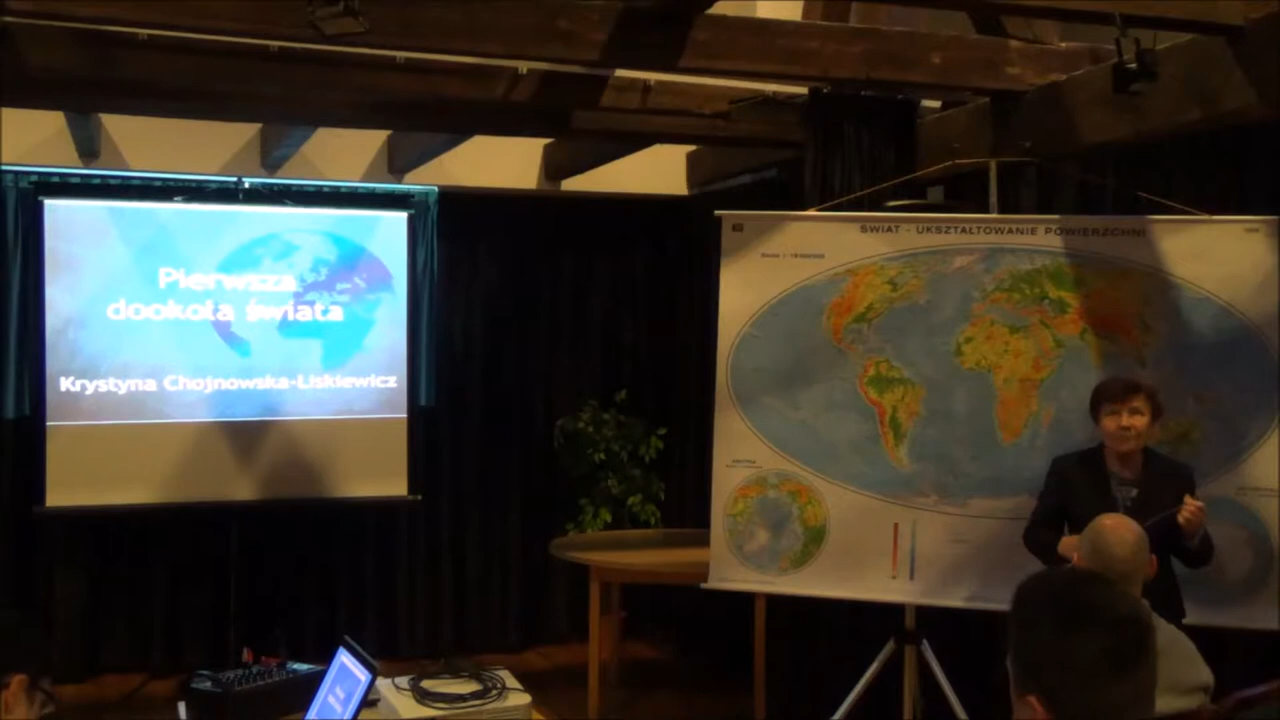 Pierwsza
dookoła świata
Krystyna Chojnowska-Liskiewicz
ŚWIAT - UKSZTAŁTOWANIE POWIERZCHNI